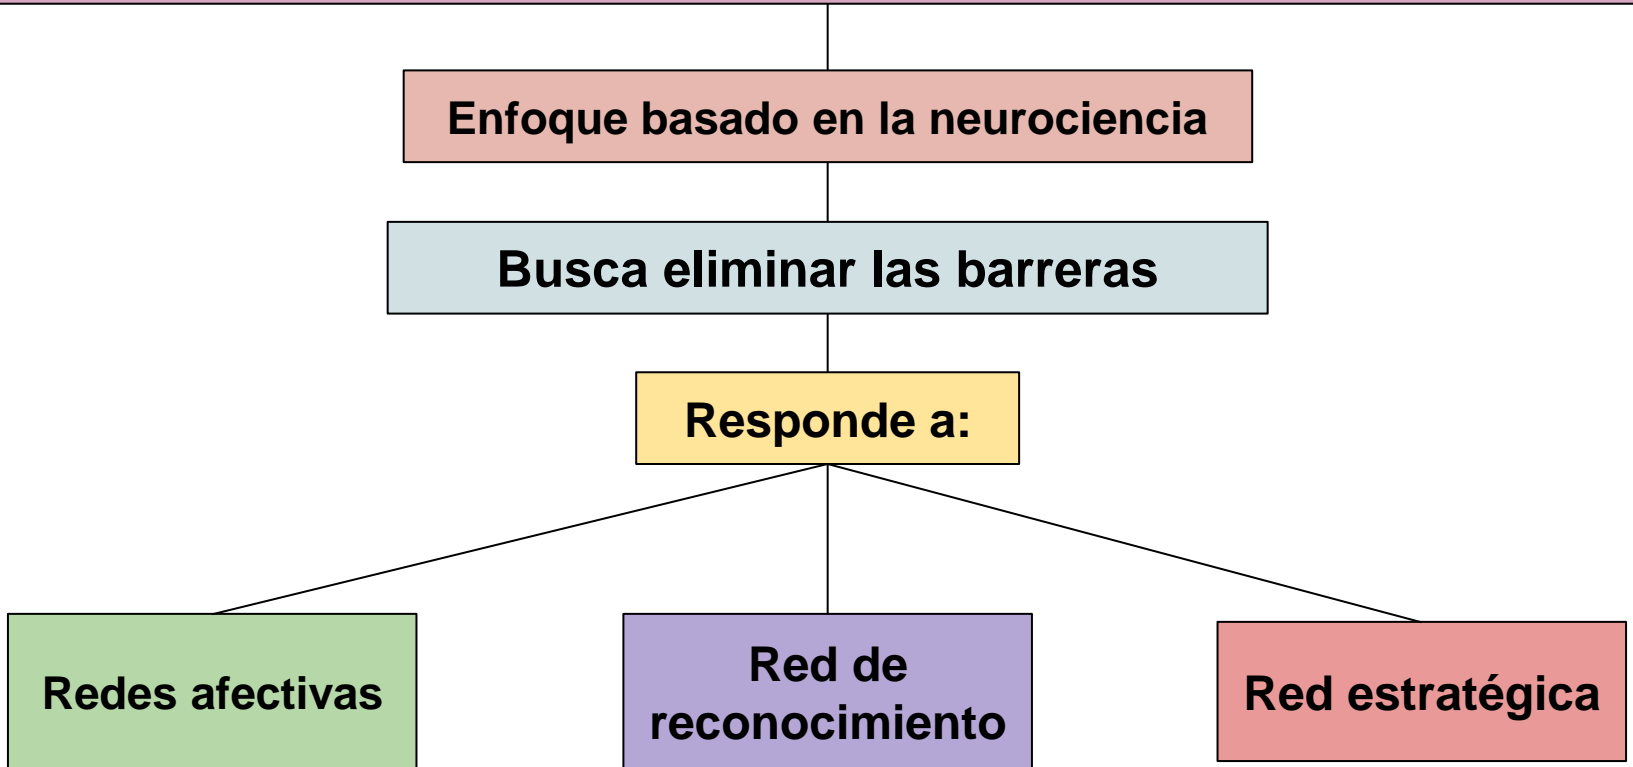 Enfoque basado en la neurociencia
Busca eliminar las barreras
Responde a:
Redes afectivas
Red de
reconocimiento
Red estratégica